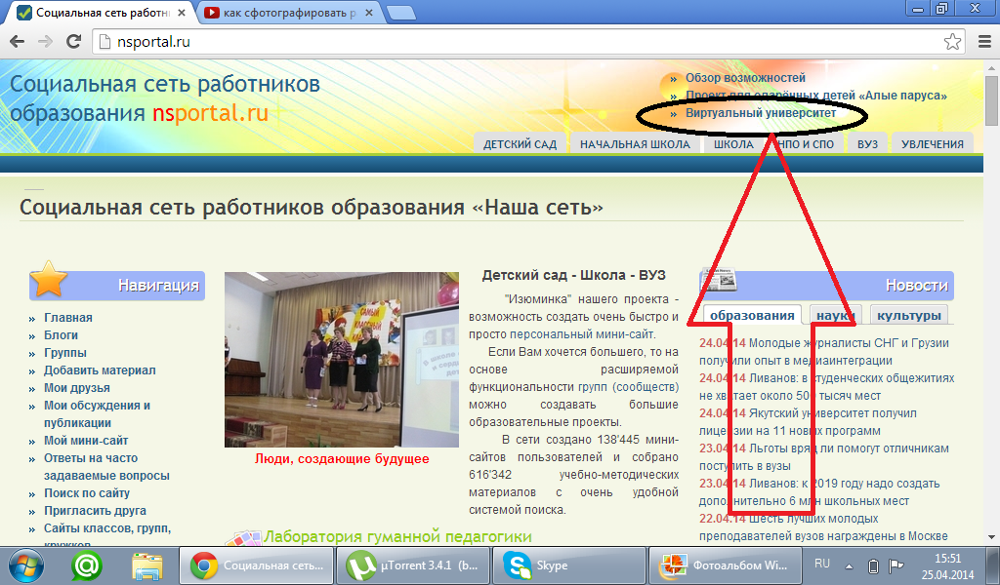 Социальная сеть работн
как сфотографировать р
nsportal.ru
Социальная сеть работников
образования nsportal.ru
» Обзор возможностей
» Проект для одарённых детей «Алые паруса»
» Виртуальный университет
ДЕТСКИЙ САД НАЧАЛЬНАЯ ШКОЛА ШКОЛА НПО И СПО ВУЗ УВЛЕЧЕНИЯ
Социальная сеть работников образования «Наша сеть»
Навигация
» Главная
» Блоги
» Группы
» Добавить материал
» Мои друзья
» Мои обсуждения и
публикации
» Мой мини-сайт
» Ответы на часто
задаваемые вопросы
» Поиск по сайту
» Пригласить друга
» Сайты классов, групп,
кружков
Люди, создающие будущее
Детский сад - Школа - ВУЗ
"Изюминка" нашего проекта -
возможность создать очень быстро и
просто персональный мини-сайт.
Если Вам хочется большего, то на
основе расширяемой
функциональности групп (сообществ)
можно создавать большие
образовательные проекты.
В сети создано 138'445 мини-
сайтов пользователей и собрано
616'342 учебно-методических
материалов с очень удобной
системой поиска.
Лаборатория гуманной педагогики
Новости
образования науки культуры
24.04.14 Молодые журналисты СНГ и Грузии
получили опыт в медиаинтеграции
24.04.14 Ливанов: в студенческих общежитиях
не хватает около 500 тысяч мест
24.04.14 Якутский университет получил
лицензии на 11 новых программ
23.04.14 Льготы вряд ли помогут отличникам
поступить в вузы
23.04.14 Ливанов: к 2019 году надо создать
дополнительно 6 млн школьных мест
22.04.14 Шесть лучших молодых
преподавателей вузов награждены в Москве
Социальная сеть...
µTorrent 3.4.1 (b...
Skype
Фотоальбом Wi...
RU
15:51
25.04.2014